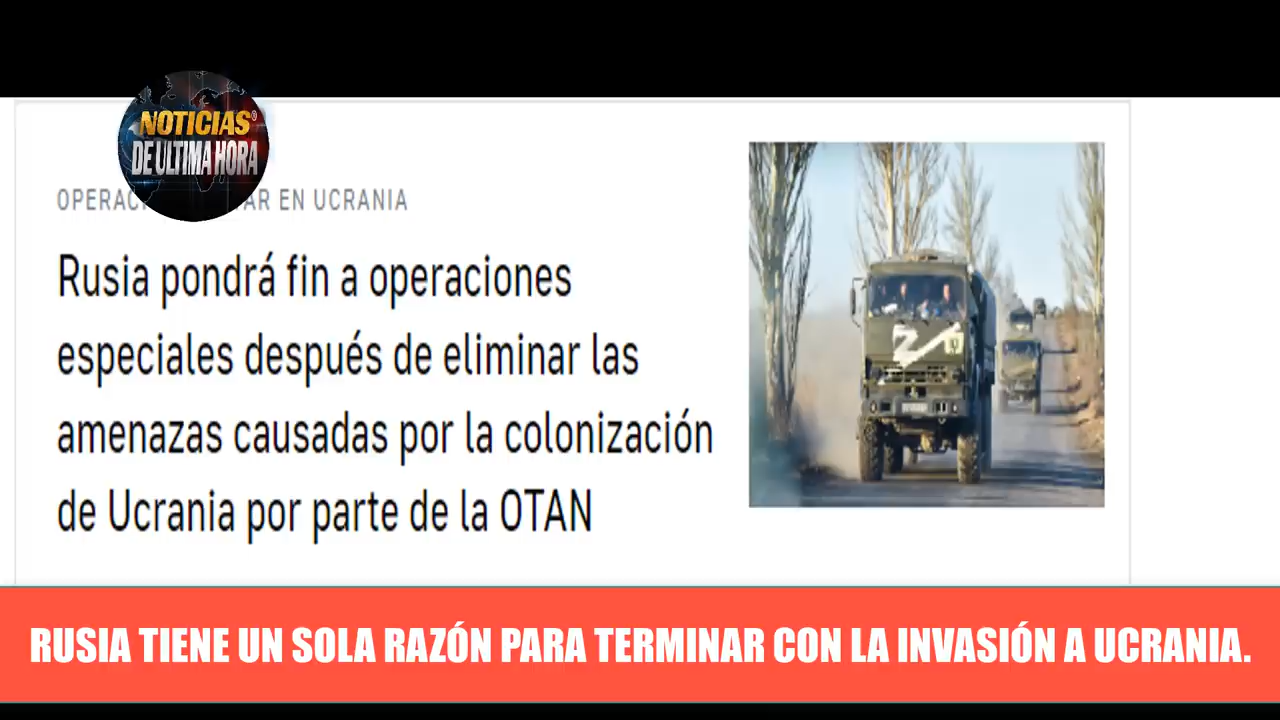 NOTICIAS®
DE ULTIMA HORA
AR EN UCRANIA
Rusia pondrá fin a operaciones
especiales después de eliminar las
amenazas causadas por la colonización
de Ucrania por parte de la OTAN
Z
RUSIA TIENE UN SOLA RAZÓN PARA TERMINAR CON LA INVASIÓN A UCRANIA.